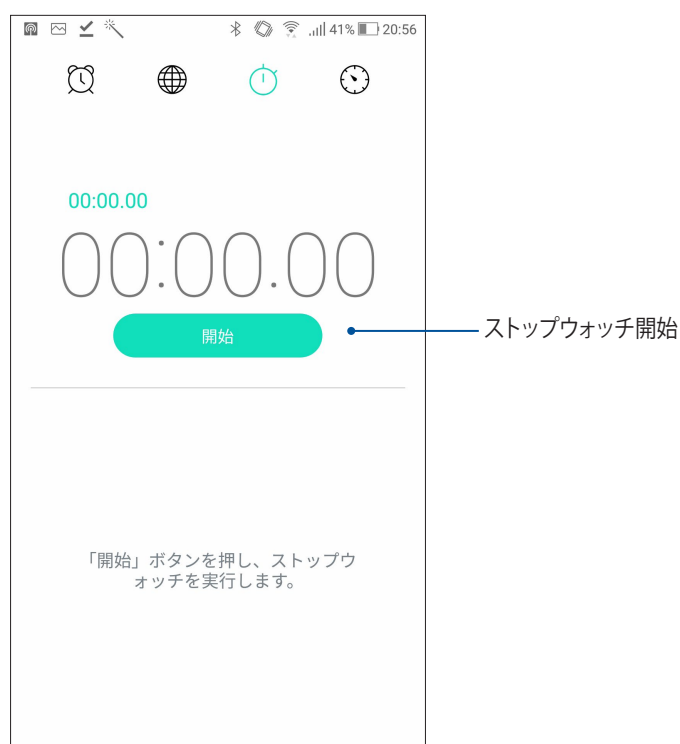 41% 20:56
00:00.00
00:00.00
開始
ストップウォッチ開始
「開始」ボタンを押し、ストップウ
ォッチを実行します。